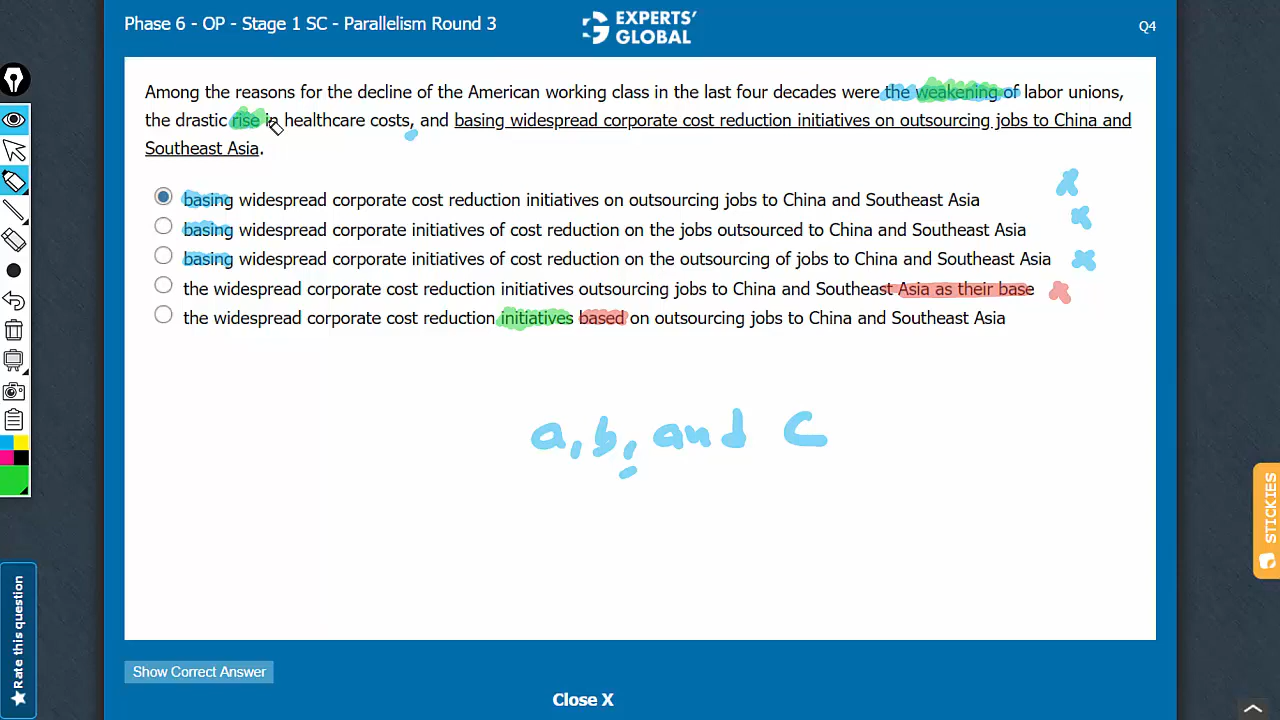 Phase 6 - OP - Stage 1 SC - Parallelism Round 3
EXPERTS'
GLOBAL
Q4
Among the reasons for the decline of the American working class in the last four decades were the weakening of labor unions,
the drastic rise in healthcare costs, and basing widespread corporate cost reduction initiatives on outsourcing jobs to China and
Southeast Asia.
basing widespread corporate cost reduction initiatives on outsourcing jobs to China and Southeast Asia
basing widespread corporate initiatives of cost reduction on the jobs outsourced to China and Southeast Asia
basing widespread corporate initiatives of cost reduction on the outsourcing of jobs to China and Southeast Asia
the widespread corporate cost reduction initiatives outsourcing jobs to China and Southeast Asia as their base
the widespread corporate cost reduction initiatives based on outsourcing jobs to China and Southeast Asia
a, b, and C
STICKIES
Rate this question
Show Correct Answer
Close X